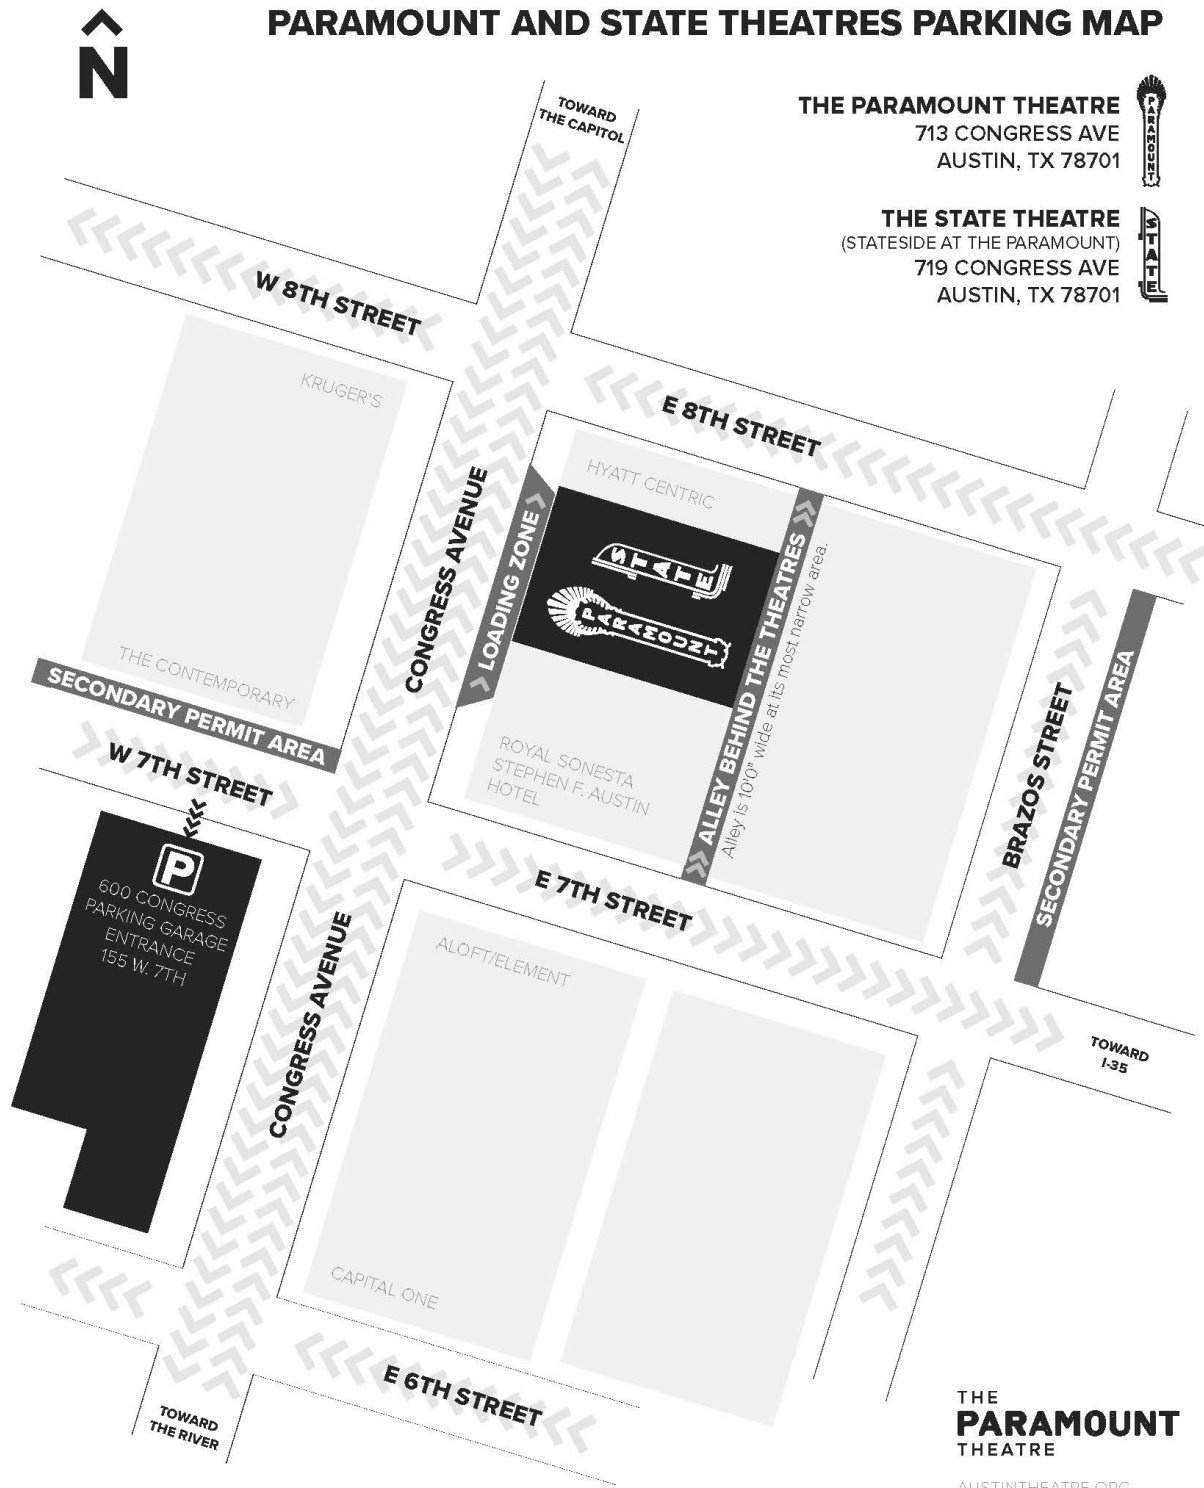 PARAMOUNT AND STATE THEATRES PARKING MAP
N
TOWARD
THE CAPITOL
THE PARAMOUNT THEATRE
713 CONGRESS AVE
AUSTIN, TX 78701
PARAMOUNT
THE STATE THEATRE
(STATESIDE AT THE PARAMOUNT)
719 CONGRESS AVE
AUSTIN, TX 78701
STATE
W 8TH STREET
E 8TH STREET
KRUGER'S
HYATT CENTRIC
CONGRESS AVENUE
LOADING ZONE
STATE
PARAMOUNT
ALLEY BEHIND THE THEATRES
Alley is 10'0" wide at its most narrow area.
THE CONTEMPORARY
SECONDARY PERMIT AREA
W 7TH STREET
ROYAL SONESTA
STEPHEN F. AUSTIN
HOTEL
BRAZOS STREET
SECONDARY PERMIT AREA
P
600 CONGRESS
PARKING GARAGE
ENTRANCE
155 W. 7TH
E 7TH STREET
CONGRESS AVENUE
ALOFT/ELEMENT
TOWARD
I-35
CAPITAL ONE
E 6TH STREET
TOWARD
THE RIVER
THE
PARAMOUNT
THEATRE
AUSTINTHEATRE.ORG